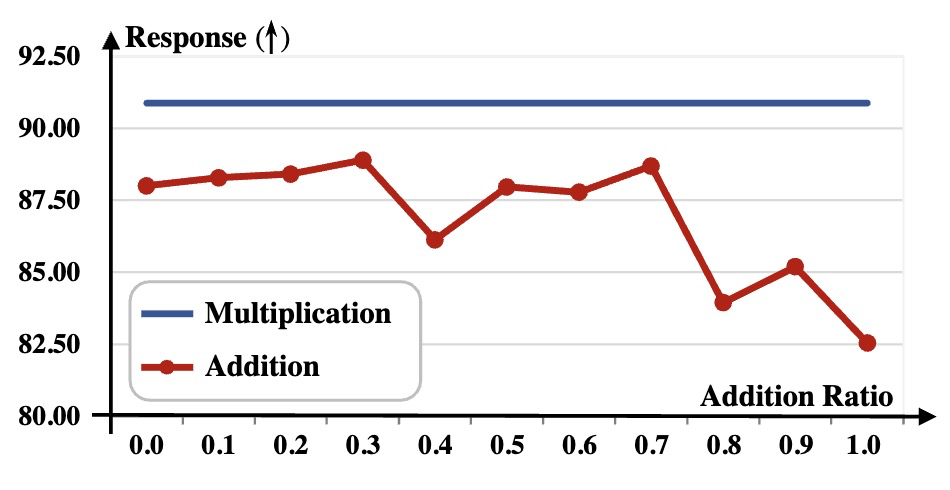 Response (↑)
92.50
90.00
87.50
85.00
82.50
80.00
Multiplication
Addition
Addition Ratio
0.0 0.1 0.2 0.3 0.4 0.5 0.6 0.7 0.8 0.9 1.0